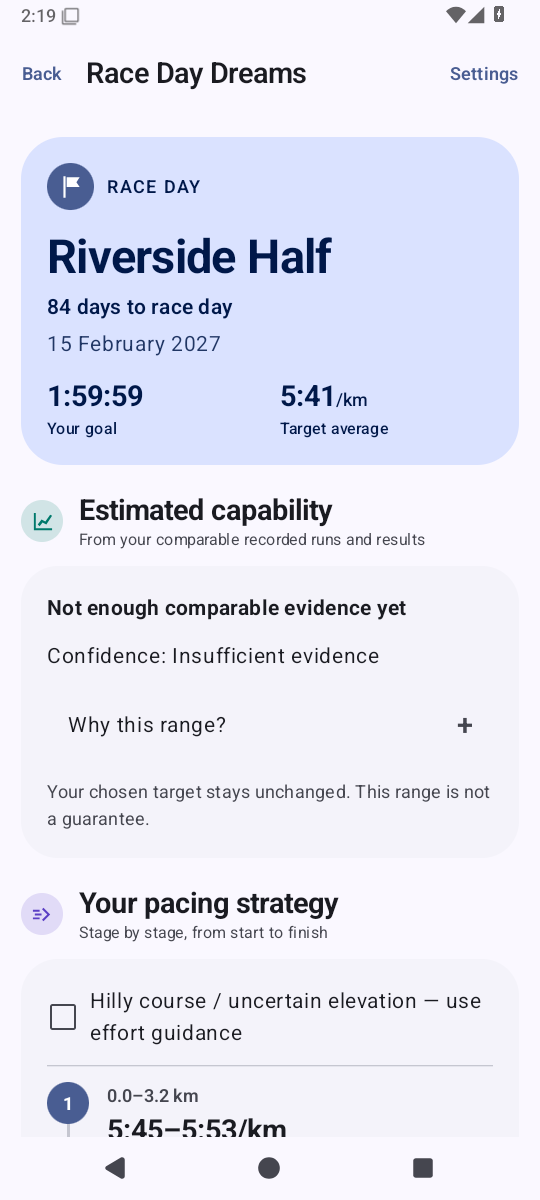 2:19
Back
Race Day Dreams
Settings
RACE DAY
Riverside Half
84 days to race day
15 February 2027
1:59:59
5:41/km
Your goal
Target average
Estimated capability
From your comparable recorded runs and results
Not enough comparable evidence yet
Confidence: Insufficient evidence
Why this range?
+
Your chosen target stays unchanged. This range is not
a guarantee.
Your pacing strategy
Stage by stage, from start to finish
Hilly course / uncertain elevation — use
effort guidance
1
0.0–3.2 km
5:45–5:53/km